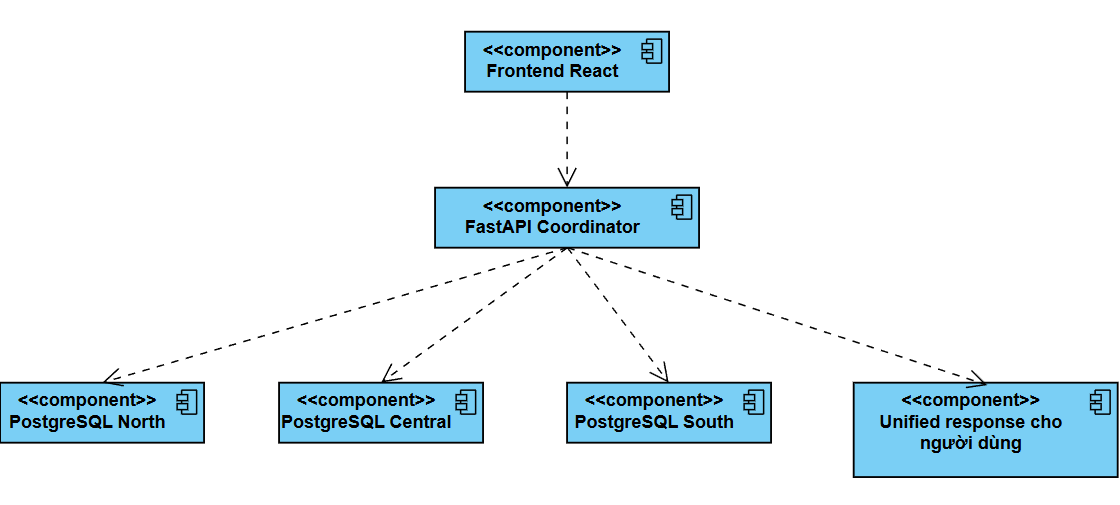 <<component>>
Frontend React
<<component>>
FastAPI Coordinator
<<component>>
PostgreSQL North
<<component>>
PostgreSQL Central
<<component>>
PostgreSQL South
<<component>>
Unified response cho
người dùng